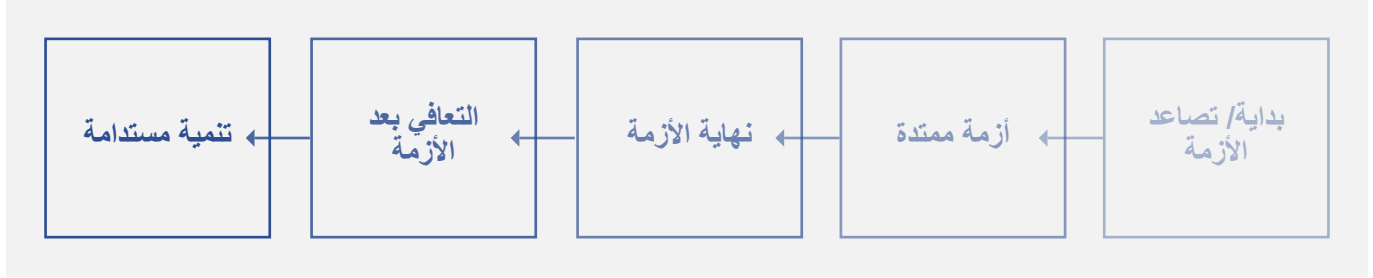 بداية/ تصاعد
الأزمة
أزمة ممتدة
نهاية الأزمة
التعافي بعد
الأزمة
تنمية مستدامة